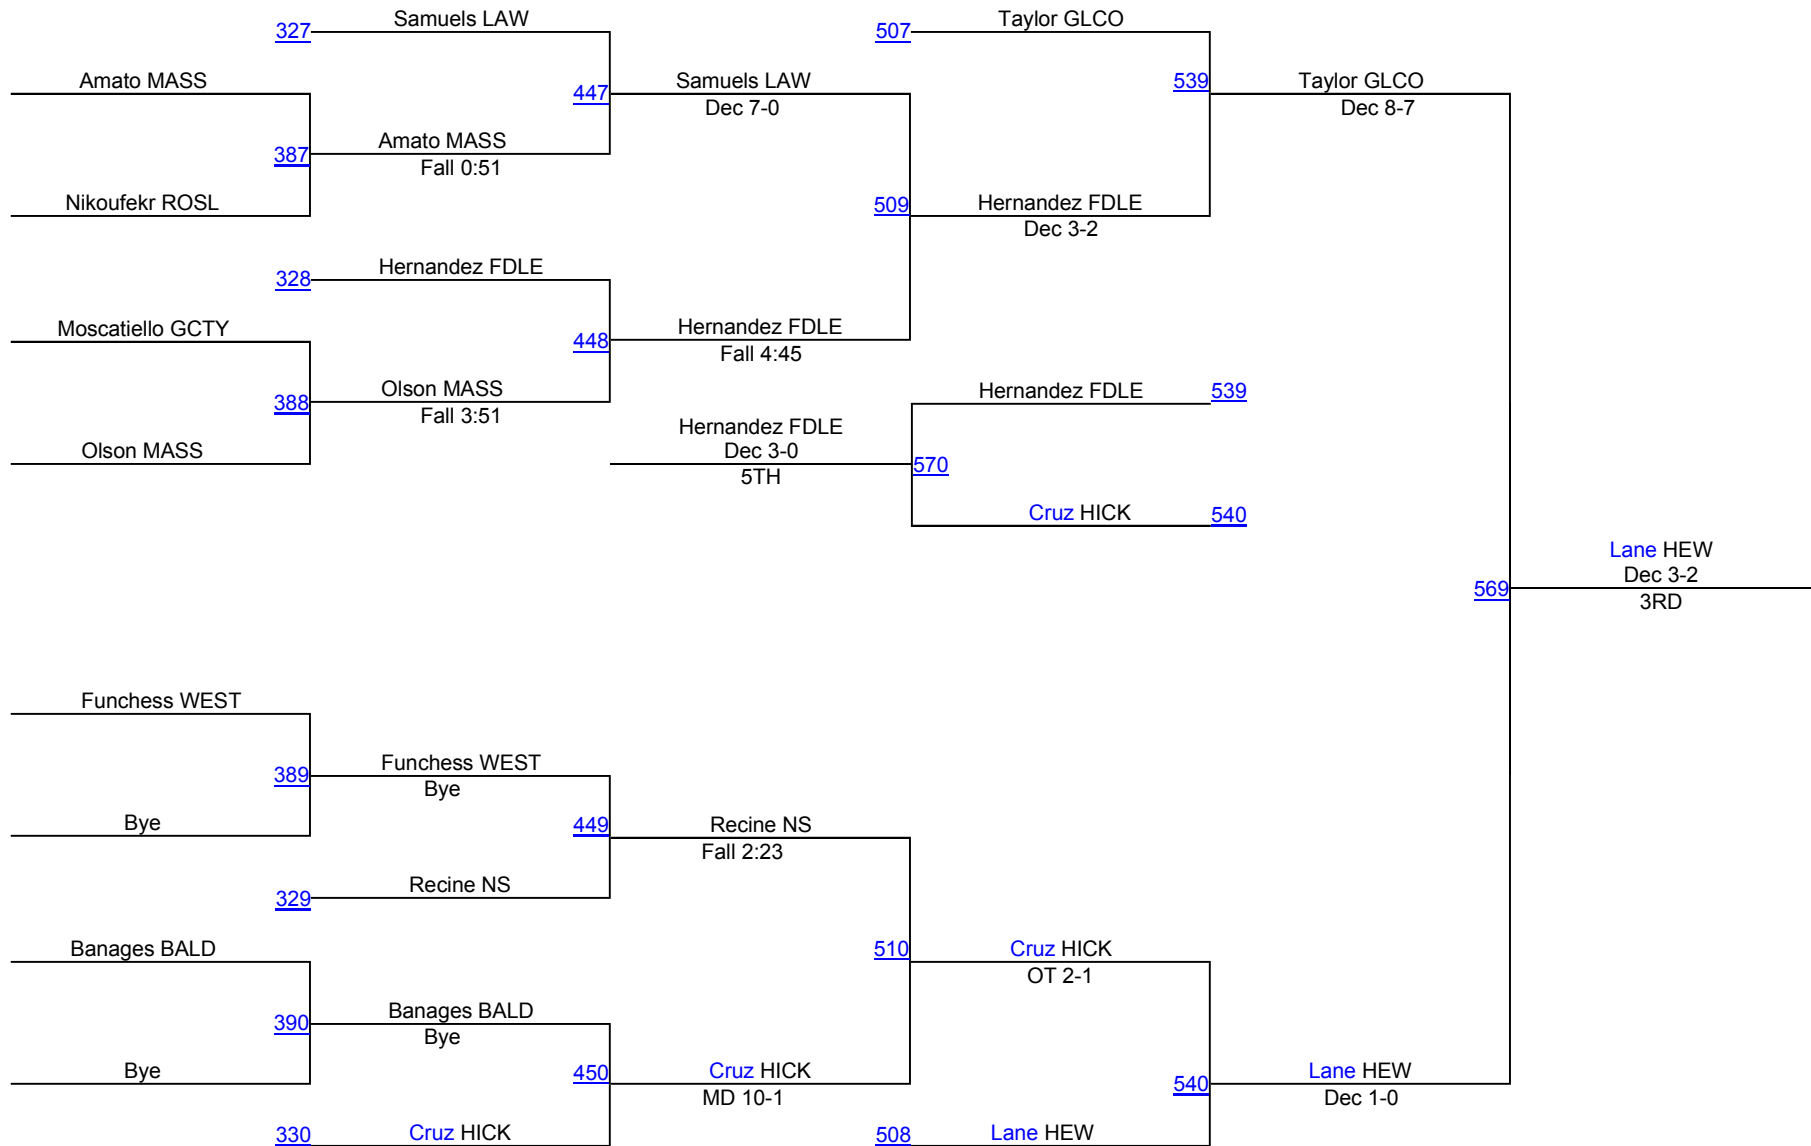 Samuels LAW
Taylor GLCO
327
507
Amato MASS
Samuels LAW
539
Taylor GLCO
447
Dec 7-0
Dec 8-7
Amato MASS
387
Fall 0:51
Nikoufekr ROSL
509
Hernandez FDLE
Dec 3-2
328
Hernandez FDLE
Moscatiello GCTY
Hernandez FDLE
448
Fall 4:45
Olson MASS
Hernandez FDLE
539
388
Fall 3:51
Hernandez FDLE
Olson MASS
Dec 3-0
570
5TH
Cruz HICK
540
Lane HEW
Dec 3-2
569
3RD
Funchess WEST
Funchess WEST
389
Bye
Bye
449
Recine NS
Fall 2:23
Recine NS
329
Banages BALD
510
Cruz HICK
OT 2-1
Banages BALD
390
Bye
Bye
450
Cruz HICK
540
Lane HEW
MD 10-1
Dec 1-0
330
Cruz HICK
508
Lane HEW